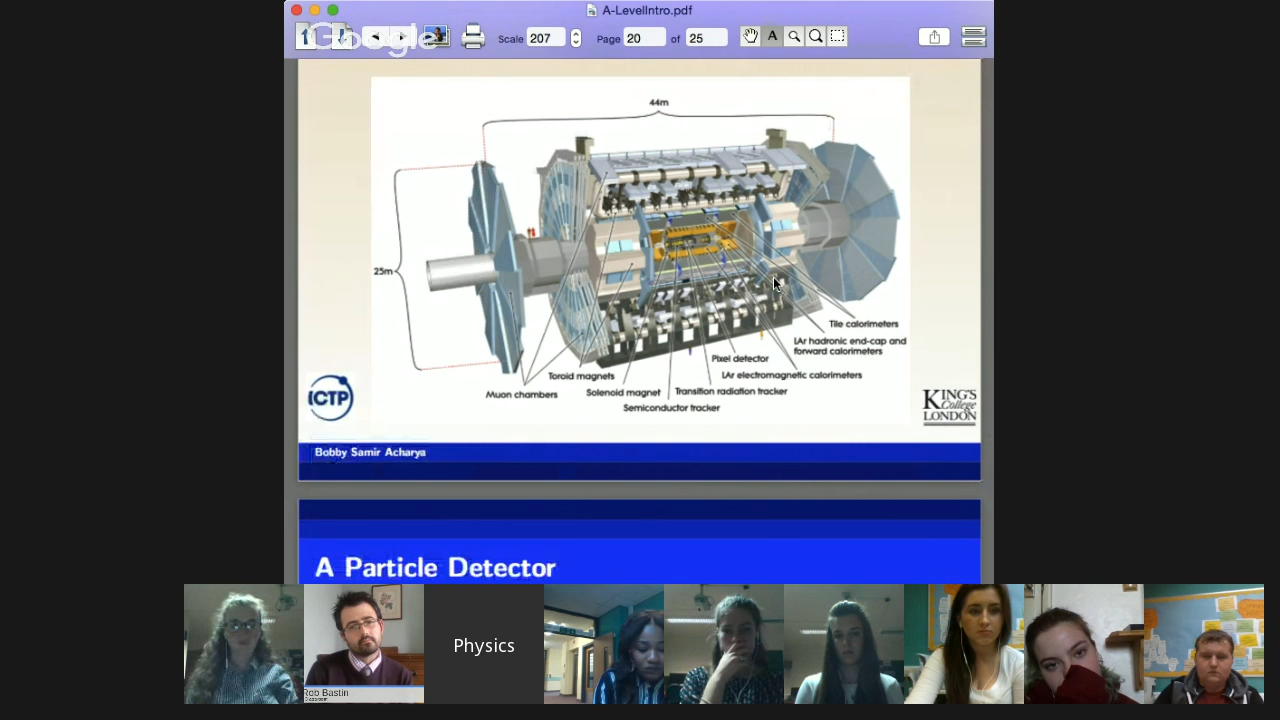 A-LevelIntro.pdf
Google
Scale 207 Page 20 of 25 A
44m
25m
Tile calorimeters
LAr hadronic end-cap and
forward calorimeters
Pixel detector
LAr electromagnetic calorimeters
Toroid magnets
Muon chambers
Solenoid magnet
Transition radiation tracker
Semiconductor tracker
ICTP
KING'S
College
LONDON
Bobby Samir Acharya
A Particle Detector
Physics
Rob Bastin